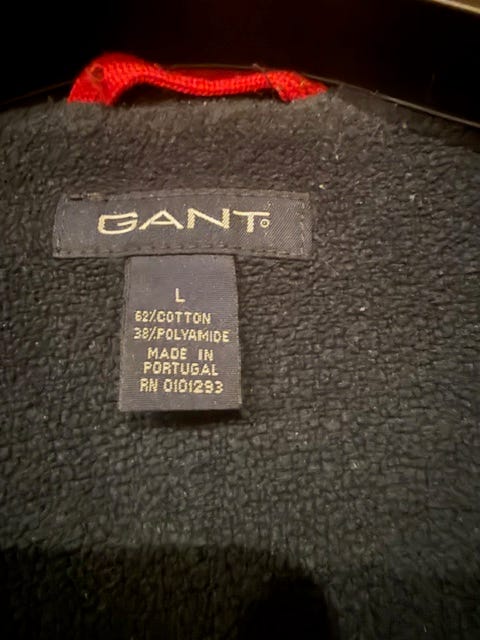 GANT
L
62%COTTON
38%POLYAMIDE
MADE IN
PORTUGAL
RN 0101293